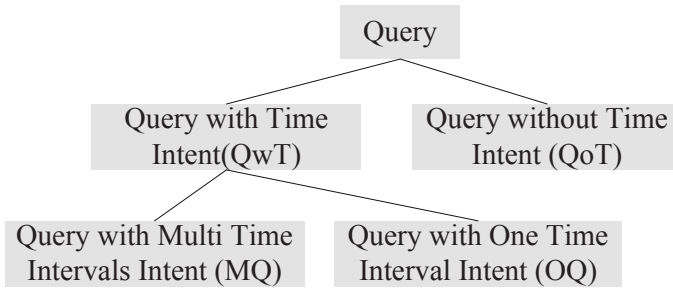 Query
Query with Time
Intent(QwT)
Query without Time
Intent (QoT)
Query with Multi Time
Intervals Intent (MQ)
Query with One Time
Interval Intent (OQ)